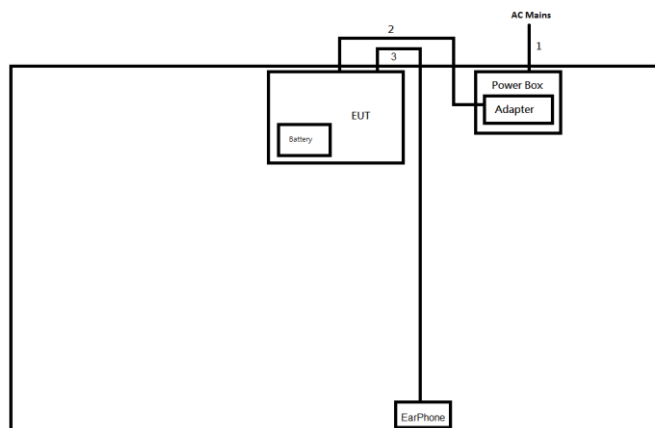 AC Mains
2
1
3
Power Box
Adapter
EUT
Battery
EarPhone